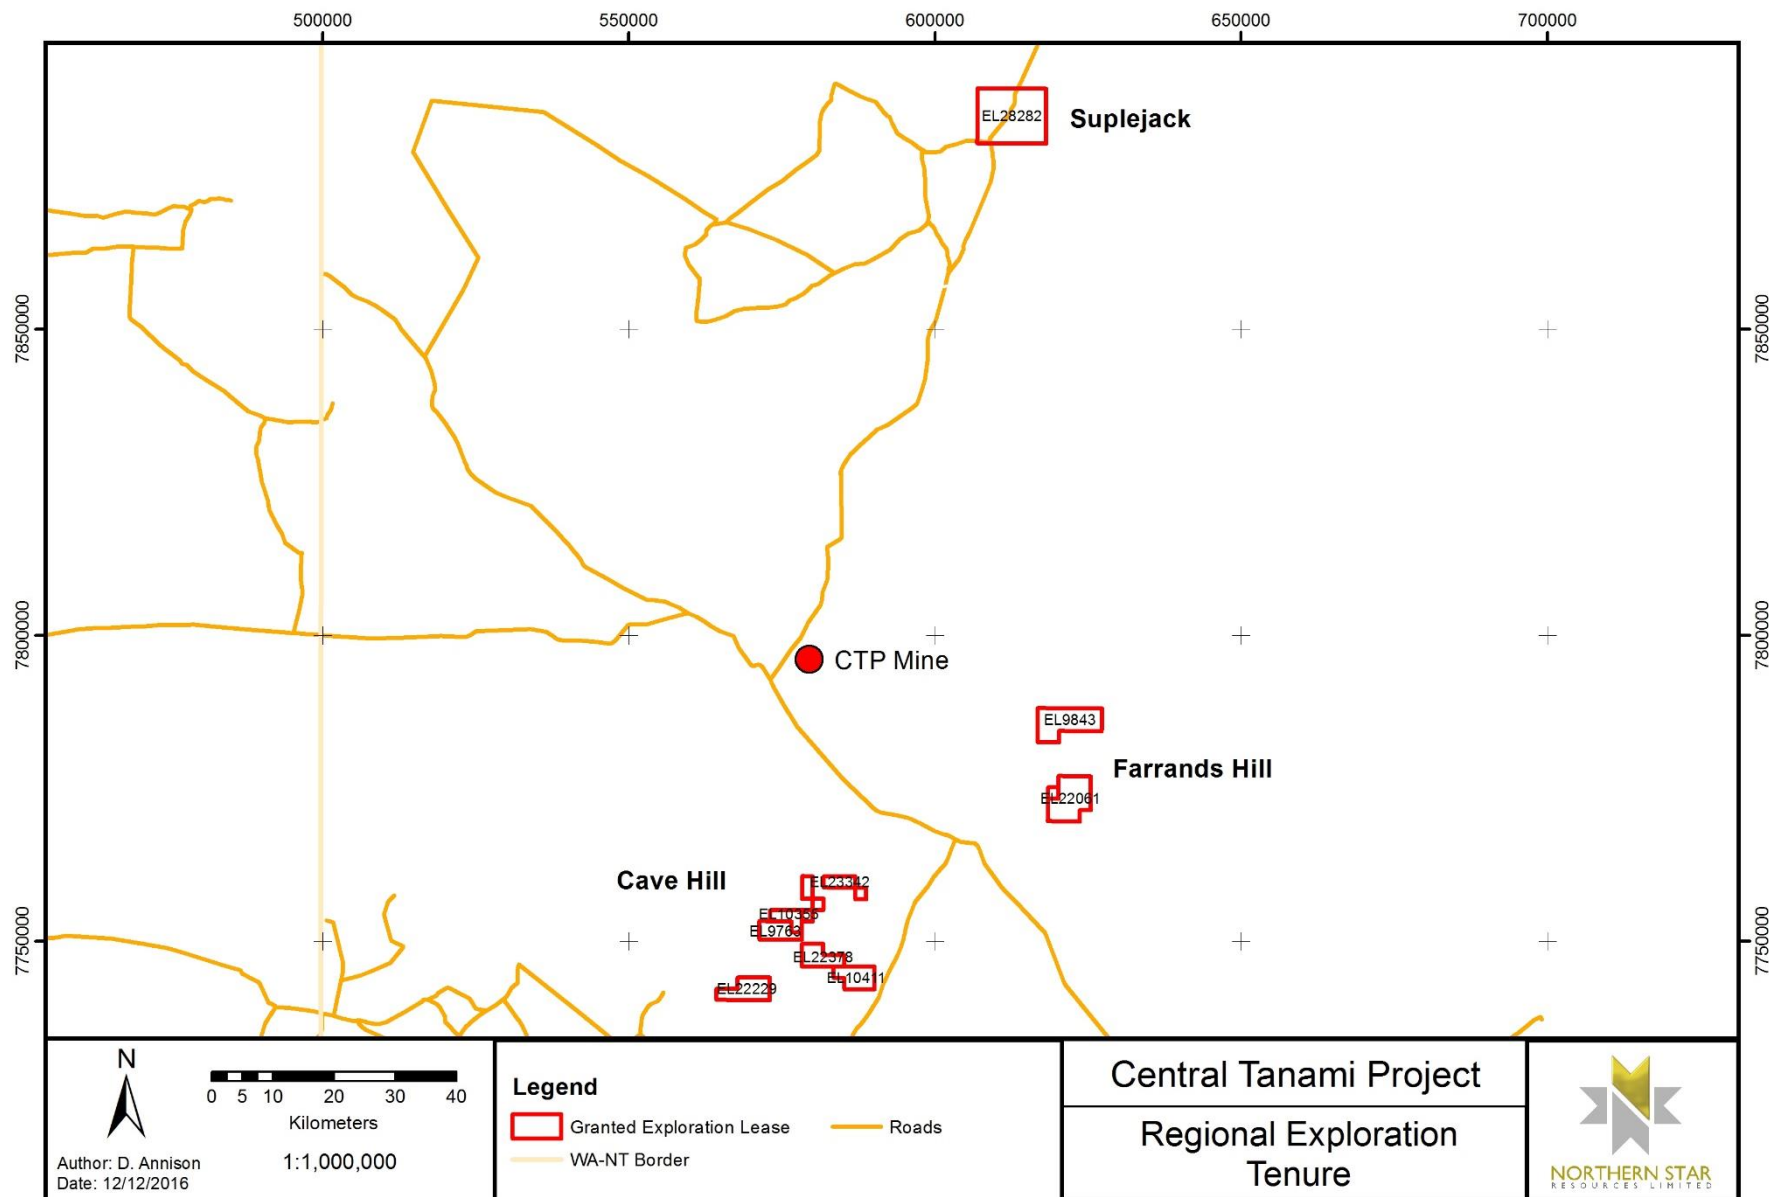 500000
550000
600000
650000
700000
EL28282
Suplejack
7850000
7850000
7800000
7800000
CTP Mine
EL9843
Farrands Hill
EL22061
Cave Hill
EL23342
EL10355
EL9763
7750000
7750000
EL22378
EL10411
EL22229
N
0 5 10 20 30 40
Kilometers
1:1,000,000
Author: D. Annison
Date: 12/12/2016
Legend
Granted Exploration Lease
Roads
WA-NT Border
Central Tanami Project
Regional Exploration
Tenure
NORTHERN STAR
RESOURCES LIMITED